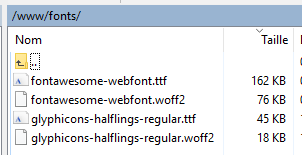 /www/fonts/
Nom Taille
..
fontawesome-webfont.ttf 162 KB
fontawesome-webfont.woff2 76 KB
glyphicons-halflings-regular.ttf 45 KB
glyphicons-halflings-regular.woff2 18 KB